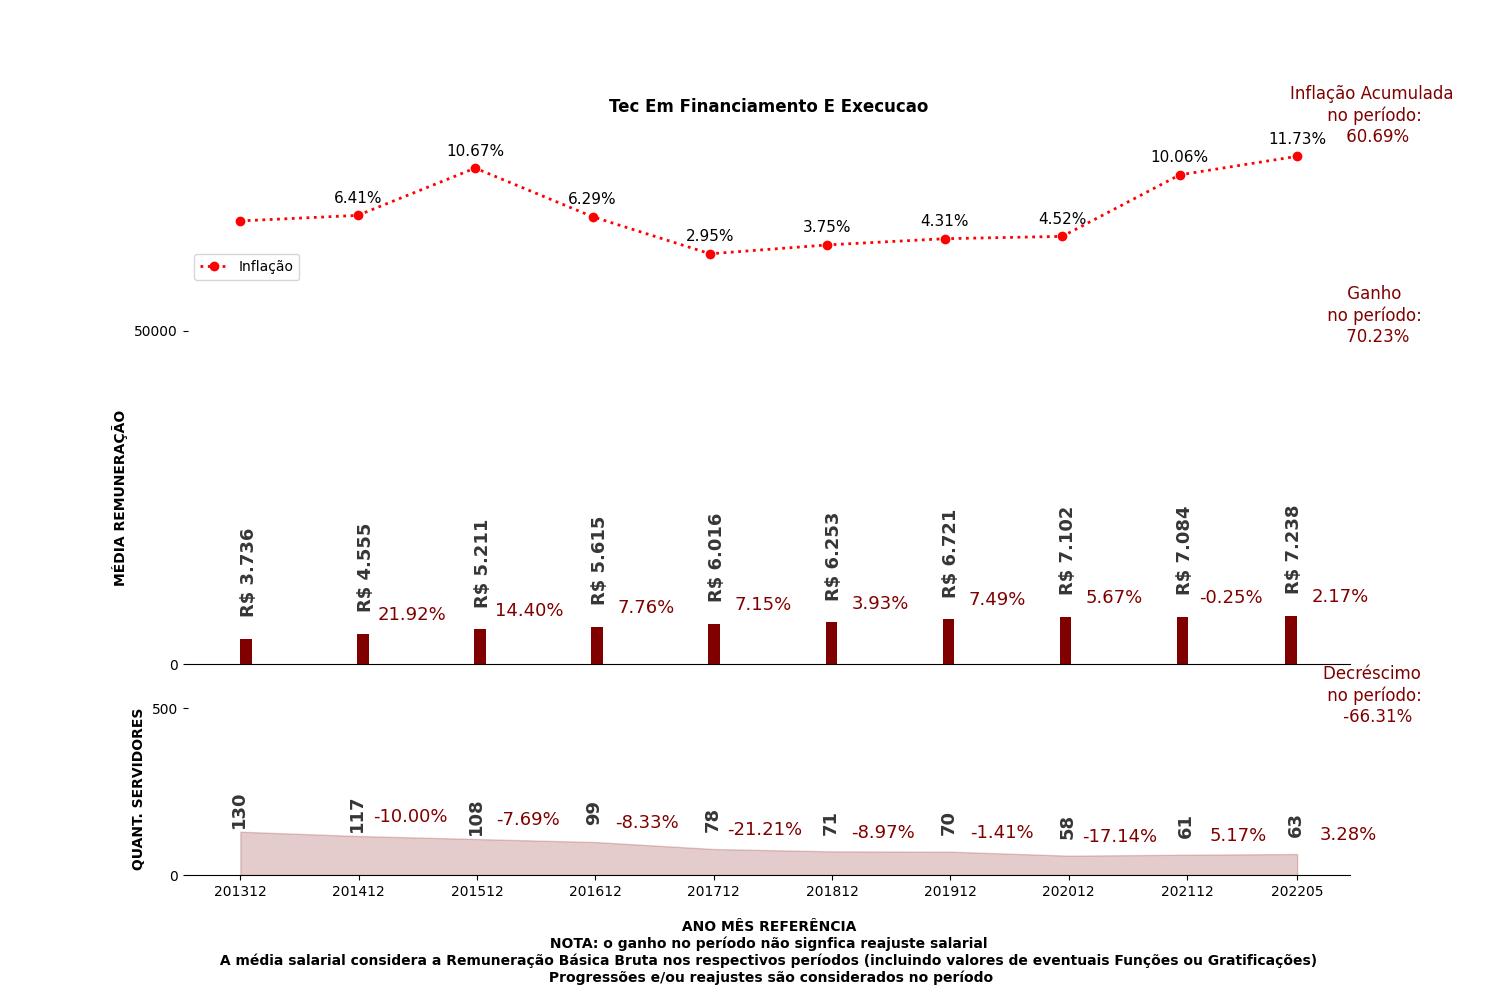 Inflação Acumulada
no período:
60.69%
Tec Em Financiamento E Execucao
6.41%
10.67%
6.29%
2.95%
3.75%
4.31%
4.52%
10.06%
11.73%
Inflação
Ganho
no período:
70.23%
50000
0
MÉDIA REMUNERAÇÃO
R$ 3.736
R$ 4.555
R$ 5.211
R$ 5.615
R$ 6.016
R$ 6.253
R$ 6.721
R$ 7.102
R$ 7.084
R$ 7.238
21.92%
14.40%
7.76%
7.15%
3.93%
7.49%
5.67%
-0.25%
2.17%
Decréscimo
no período:
-66.31%
500
0
QUANT. SERVIDORES
130
117
108
99
78
71
70
58
61
63
-10.00%
-7.69%
-8.33%
-21.21%
-8.97%
-1.41%
-17.14%
5.17%
3.28%
201312
201412
201512
201612
201712
201812
201912
202012
202112
202205
ANO MÊS REFERÊNCIA
NOTA: o ganho no período não signfica reajuste salarial
A média salarial considera a Remuneração Básica Bruta nos respectivos períodos (incluindo valores de eventuais Funções ou Gratificações)
Progressões e/ou reajustes são considerados no período